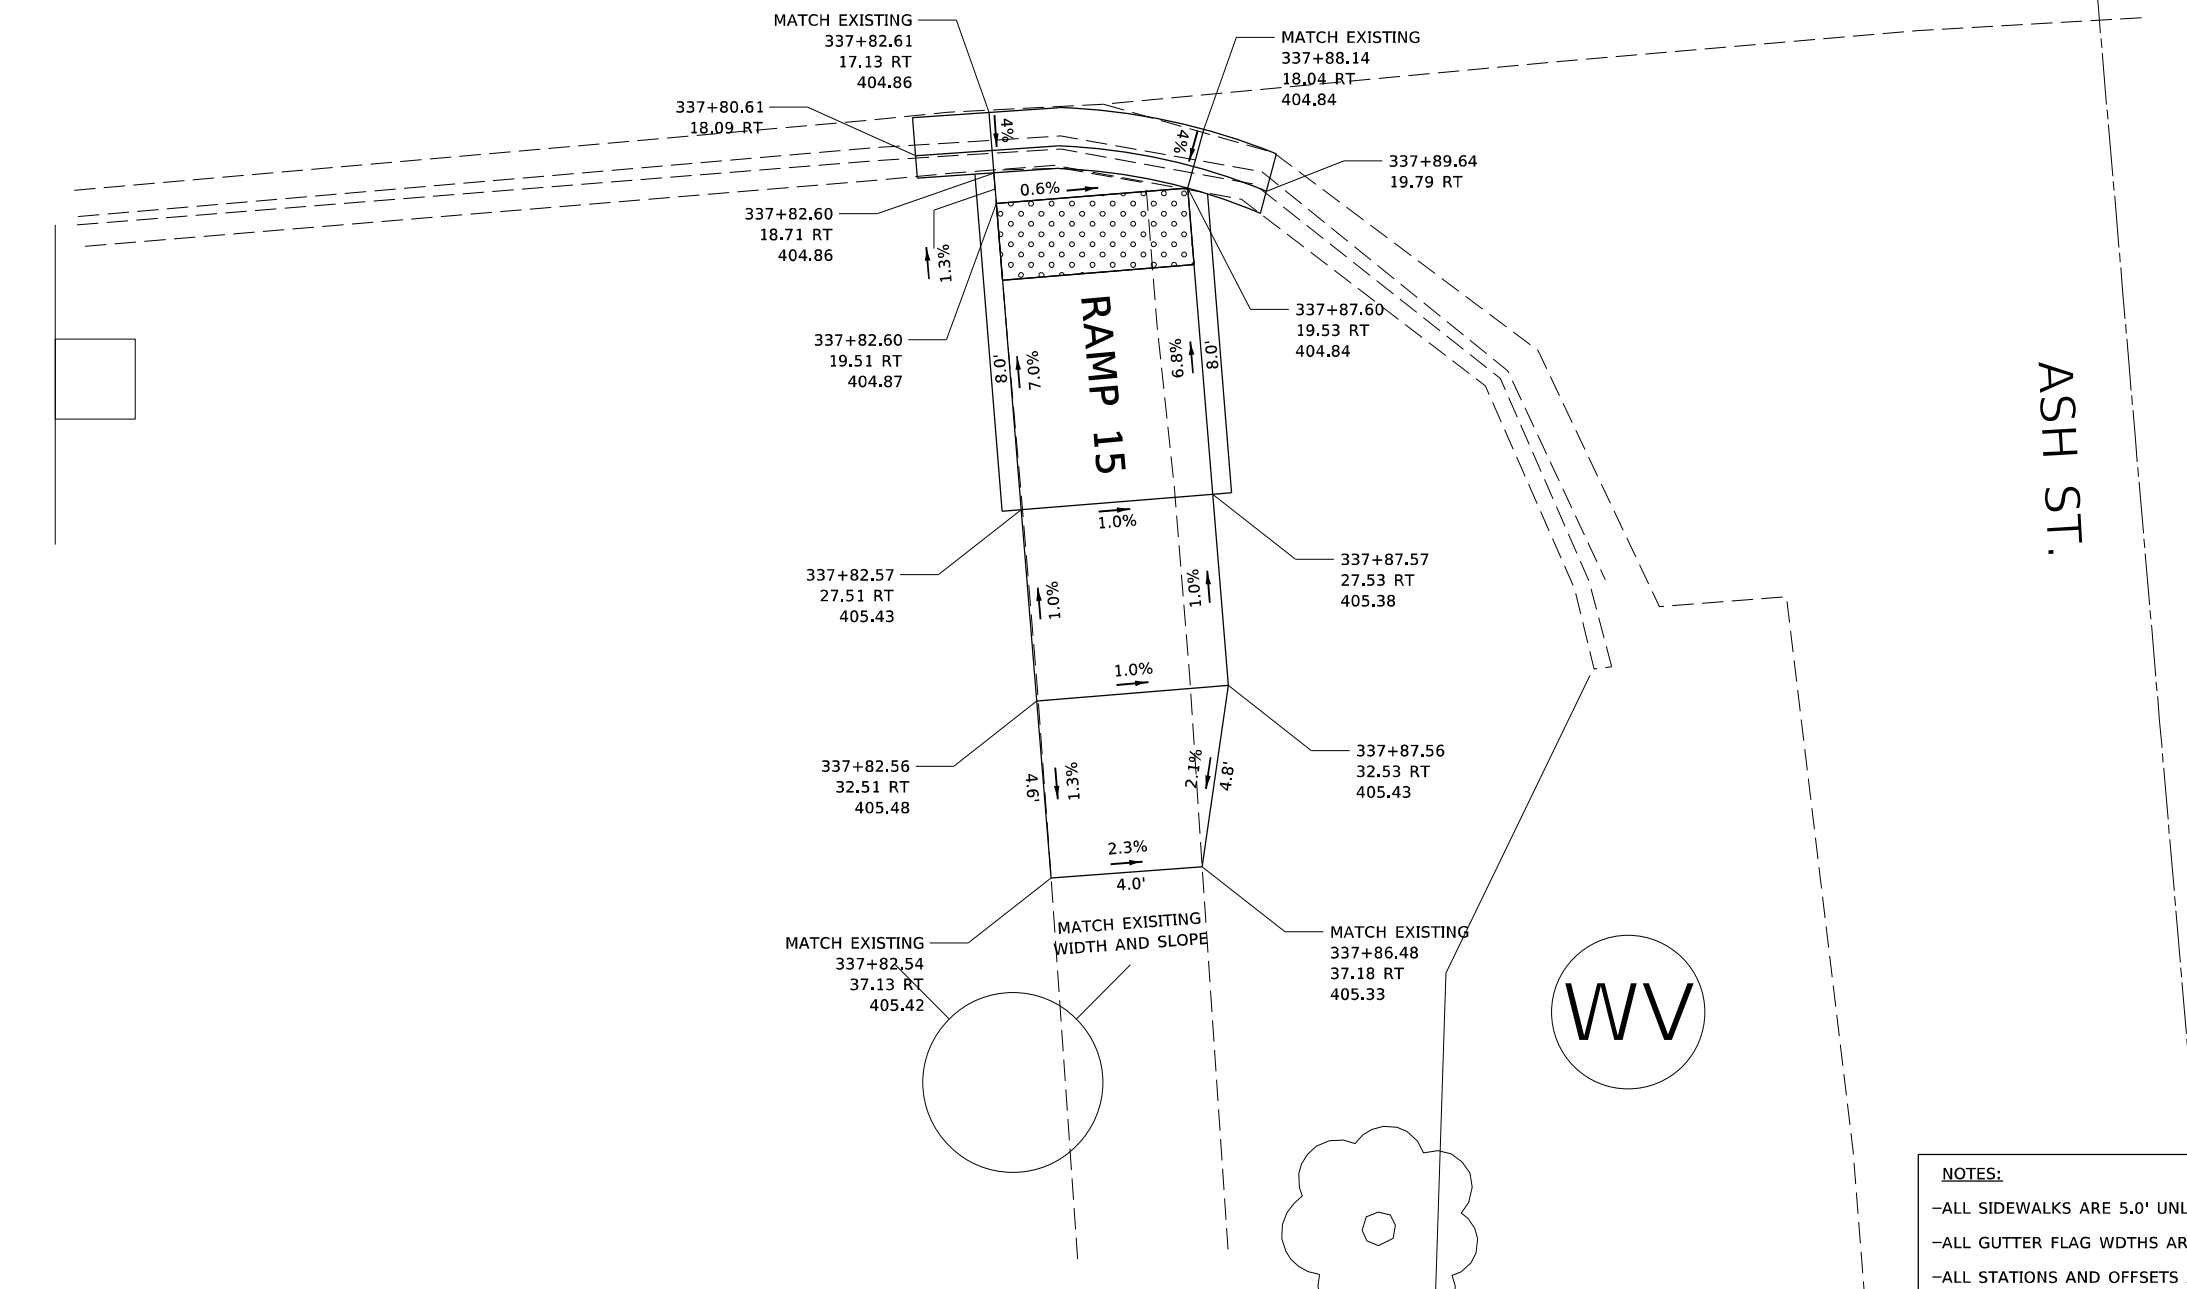 MATCH EXISTING
337+82.61
17.13 RT
404.86
MATCH EXISTING
337+88.14
18.04 RT
404.84
337+80.61
18.09 RT
4%
4%
337+89.64
19.79 RT
0.6%
337+82.60
18.71 RT
404.86
1.3%
337+82.60
19.51 RT
404.87
337+87.60
19.53 RT
404.84
8.0'
7.0%
RAMP 15
6.8%
8.0'
ASH ST.
1.0%
337+82.57
27.51 RT
405.43
337+87.57
27.53 RT
405.38
1.0%
1.0%
1.0%
337+82.56
32.51 RT
405.48
337+87.56
32.53 RT
405.43
4.6'
1.3%
2.1%
4.8'
2.3%
4.0'
MATCH EXISITING
WIDTH AND SLOPE
MATCH EXISTING
337+82.54
37.13 RT
405.42
MATCH EXISTING
337+86.48
37.18 RT
405.33
WV
NOTES:
-ALL SIDEWALKS ARE 5.0'
-ALL GUTTER FLAG WDTHS
-ALL STATIONS AND OFFSETS